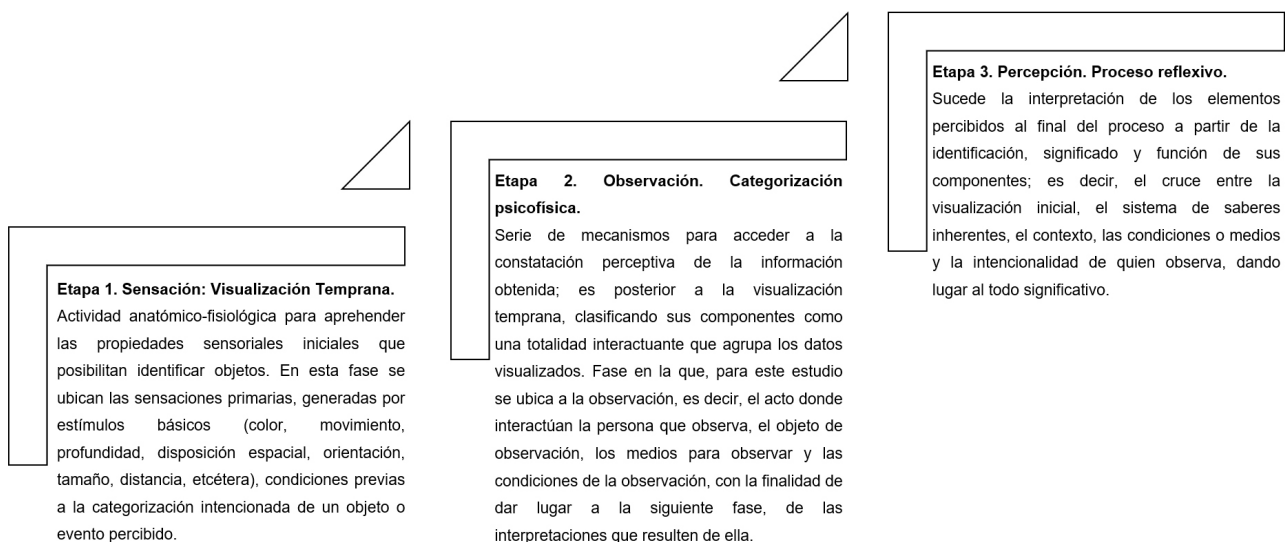 Etapa 1. Sensación: Visualización Temprana.
Actividad anatómico-fisiológica para aprehender
las propiedades sensoriales iniciales que
posibilitan identificar objetos. En esta fase se
ubican las sensaciones primarias, generadas por
estímulos básicos (color, movimiento,
profundidad, disposición espacial, orientación,
tamaño, distancia, etcétera), condiciones previas
a la categorización intencionada de un objeto o
evento percibido.
Etapa 2. Observación. Categorización
psicofísica.
Serie de mecanismos para acceder a la
constatación perceptiva de la información
obtenida; es posterior a la visualización
temprana, clasificando sus componentes como
una totalidad interactuante que agrupa los datos
visualizados. Fase en la que, para este estudio
se ubica a la observación, es decir, el acto donde
interactúan la persona que observa, el objeto de
observación, los medios para observar y las
condiciones de la observación, con la finalidad de
dar lugar a la siguiente fase, de las
interpretaciones que resulten de ella.
Etapa 3. Percepción. Proceso reflexivo.
Sucede la interpretación de los elementos
percibidos al final del proceso a partir de la
identificación, significado y función de sus
componentes; es decir, el cruce entre la
visualización inicial, el sistema de saberes
inherentes, el contexto, las condiciones o medios
y la intencionalidad de quien observa, dando
lugar al todo significativo.